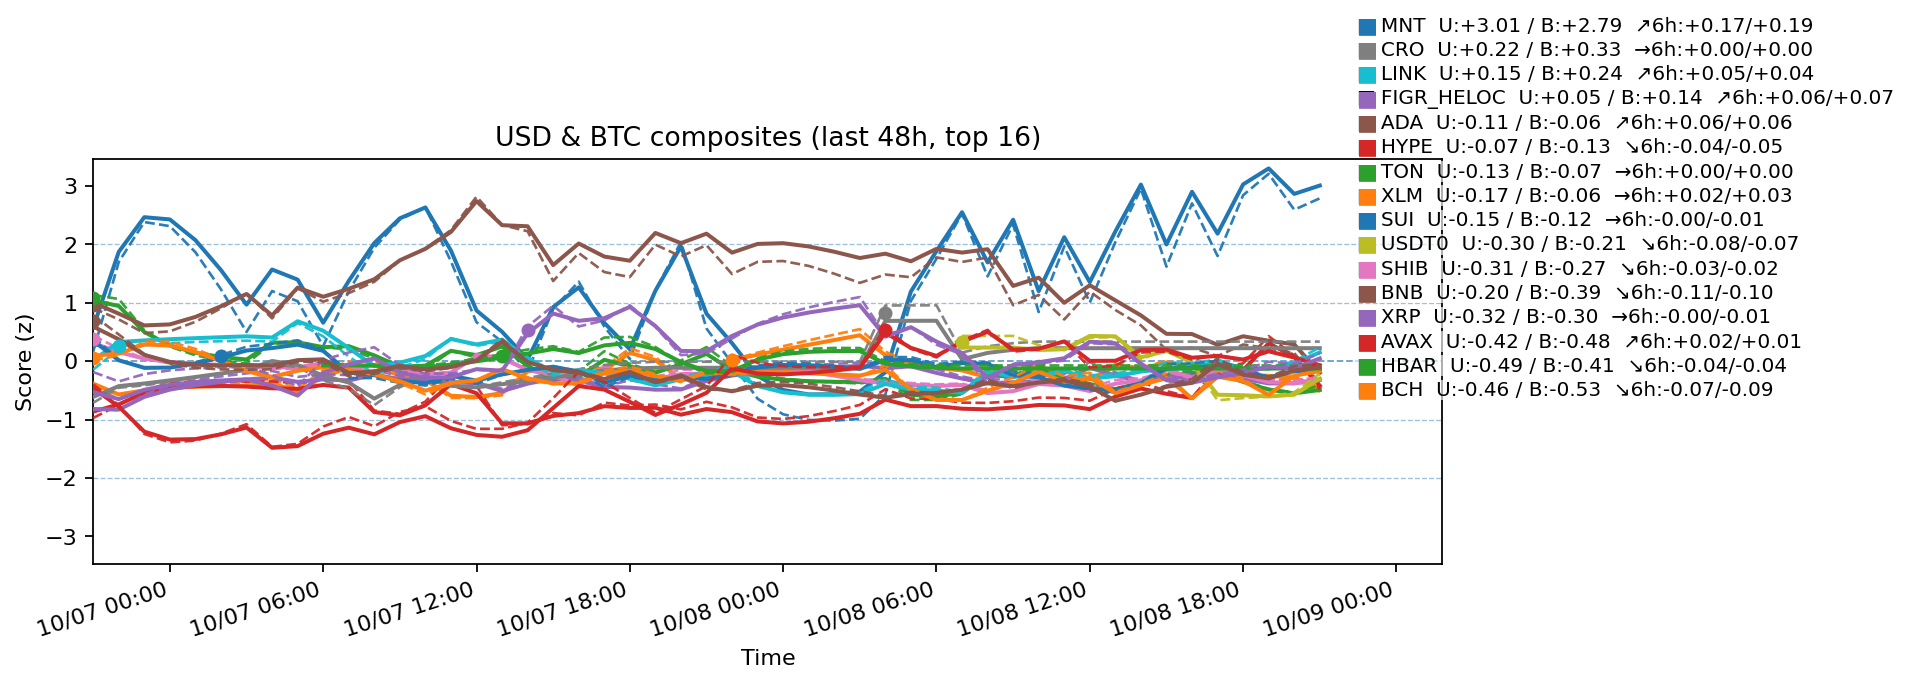 MNT  U:+3.01 / B:+2.79  ↗6h:+0.17/+0.19
CRO  U:+0.22 / B:+0.33  →6h:+0.00/+0.00
LINK  U:+0.15 / B:+0.24  ↗6h:+0.05/+0.04
FIGR_HELOC  U:+0.05 / B:+0.14  ↗6h:+0.06/+0.07
ADA  U:-0.11 / B:-0.06  ↗6h:+0.06/+0.06
HYPE  U:-0.07 / B:-0.13  ↘6h:-0.04/-0.05
TON  U:-0.13 / B:-0.07  →6h:+0.00/+0.00
XLM  U:-0.17 / B:-0.06  →6h:+0.02/+0.03
SUI  U:-0.15 / B:-0.12  →6h:-0.00/-0.01
USDT0  U:-0.30 / B:-0.21  ↘6h:-0.08/-0.07
SHIB  U:-0.31 / B:-0.27  ↘6h:-0.03/-0.02
BNB  U:-0.20 / B:-0.39  ↘6h:-0.11/-0.10
XRP  U:-0.32 / B:-0.30  →6h:-0.00/-0.01
AVAX  U:-0.42 / B:-0.48  ↗6h:+0.02/+0.01
HBAR  U:-0.49 / B:-0.41  ↘6h:-0.04/-0.04
BCH  U:-0.46 / B:-0.53  ↘6h:-0.07/-0.09
USD & BTC composites (last 48h, top 16)
Score (z)
3
2
1
0
−1
−2
−3
10/07 00:00
10/07 06:00
10/07 12:00
10/07 18:00
10/08 00:00
10/08 06:00
10/08 12:00
10/08 18:00
10/09 00:00
Time